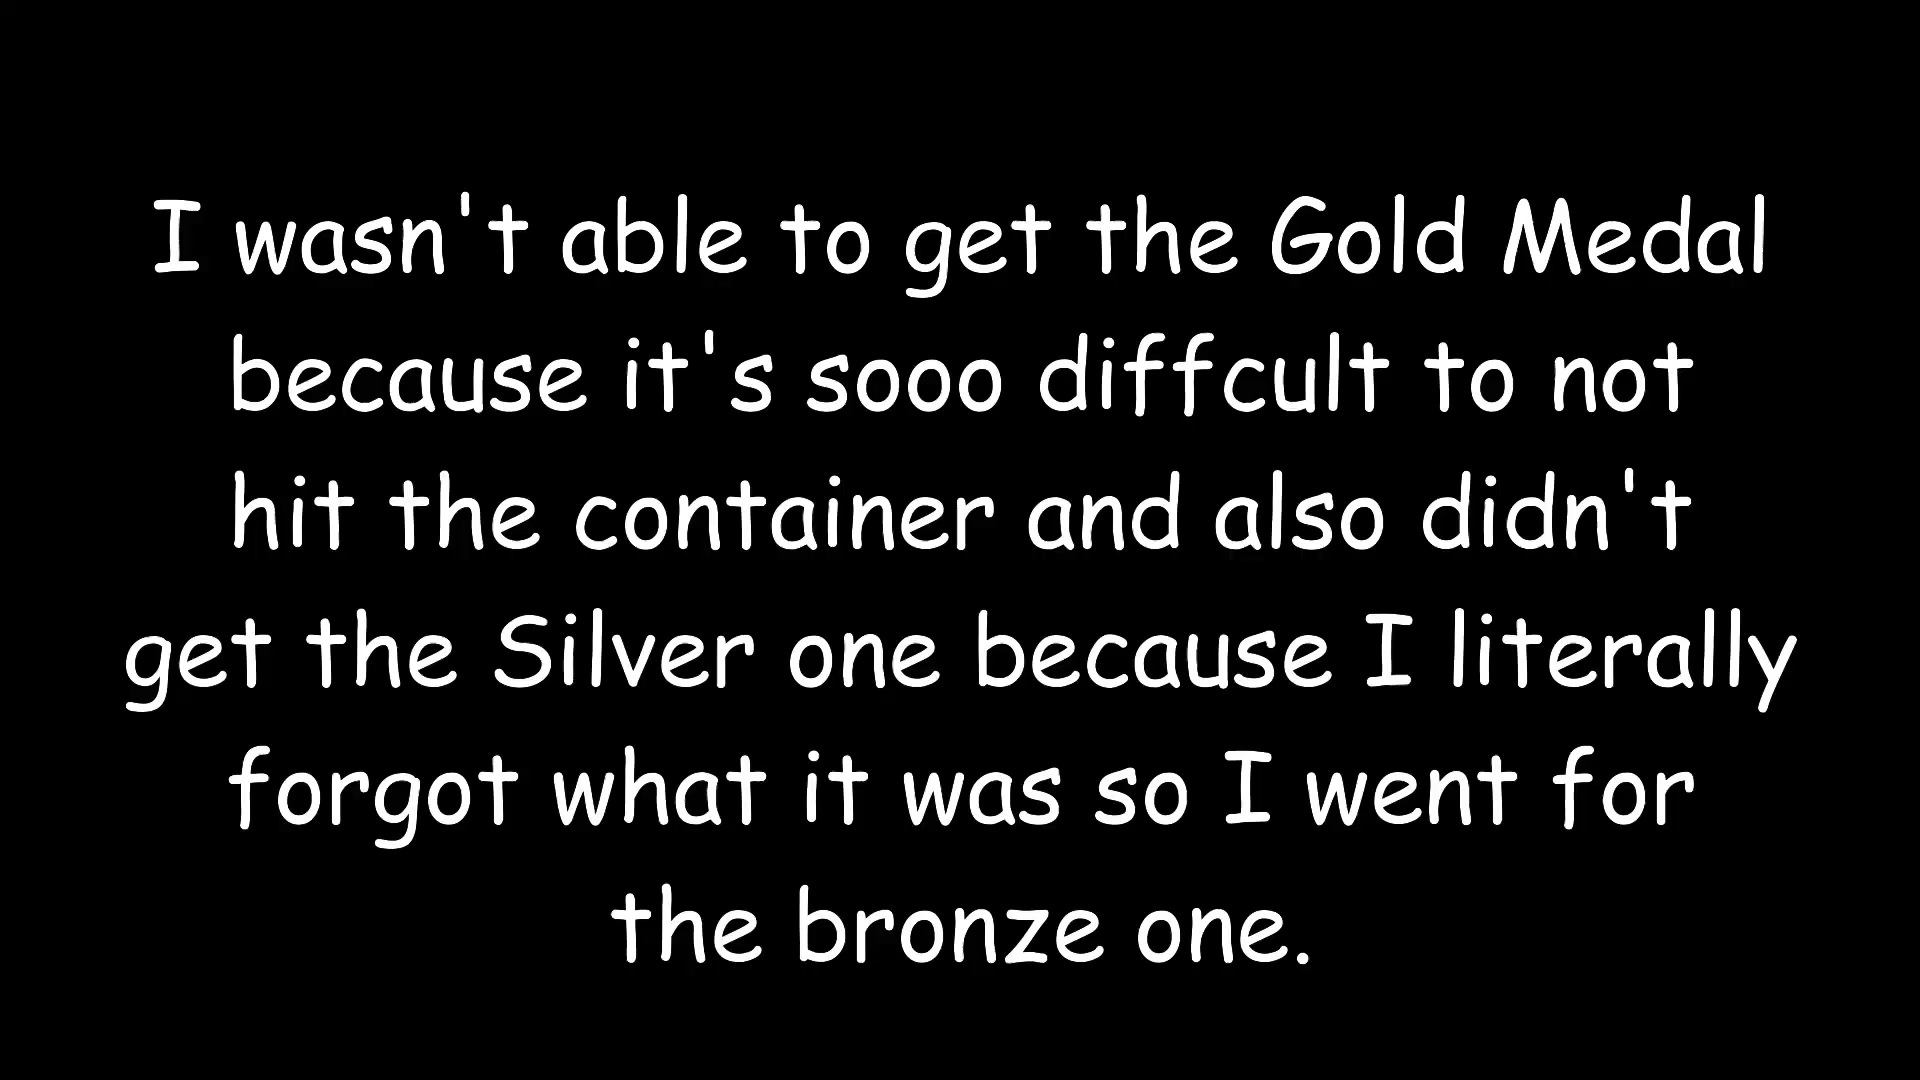 I wasn't able to get the Gold Medal
because it's sooo diffcult to not
hit the container and also didn't
get the Silver one because I literally
forgot what it was so I went for
the bronze one.